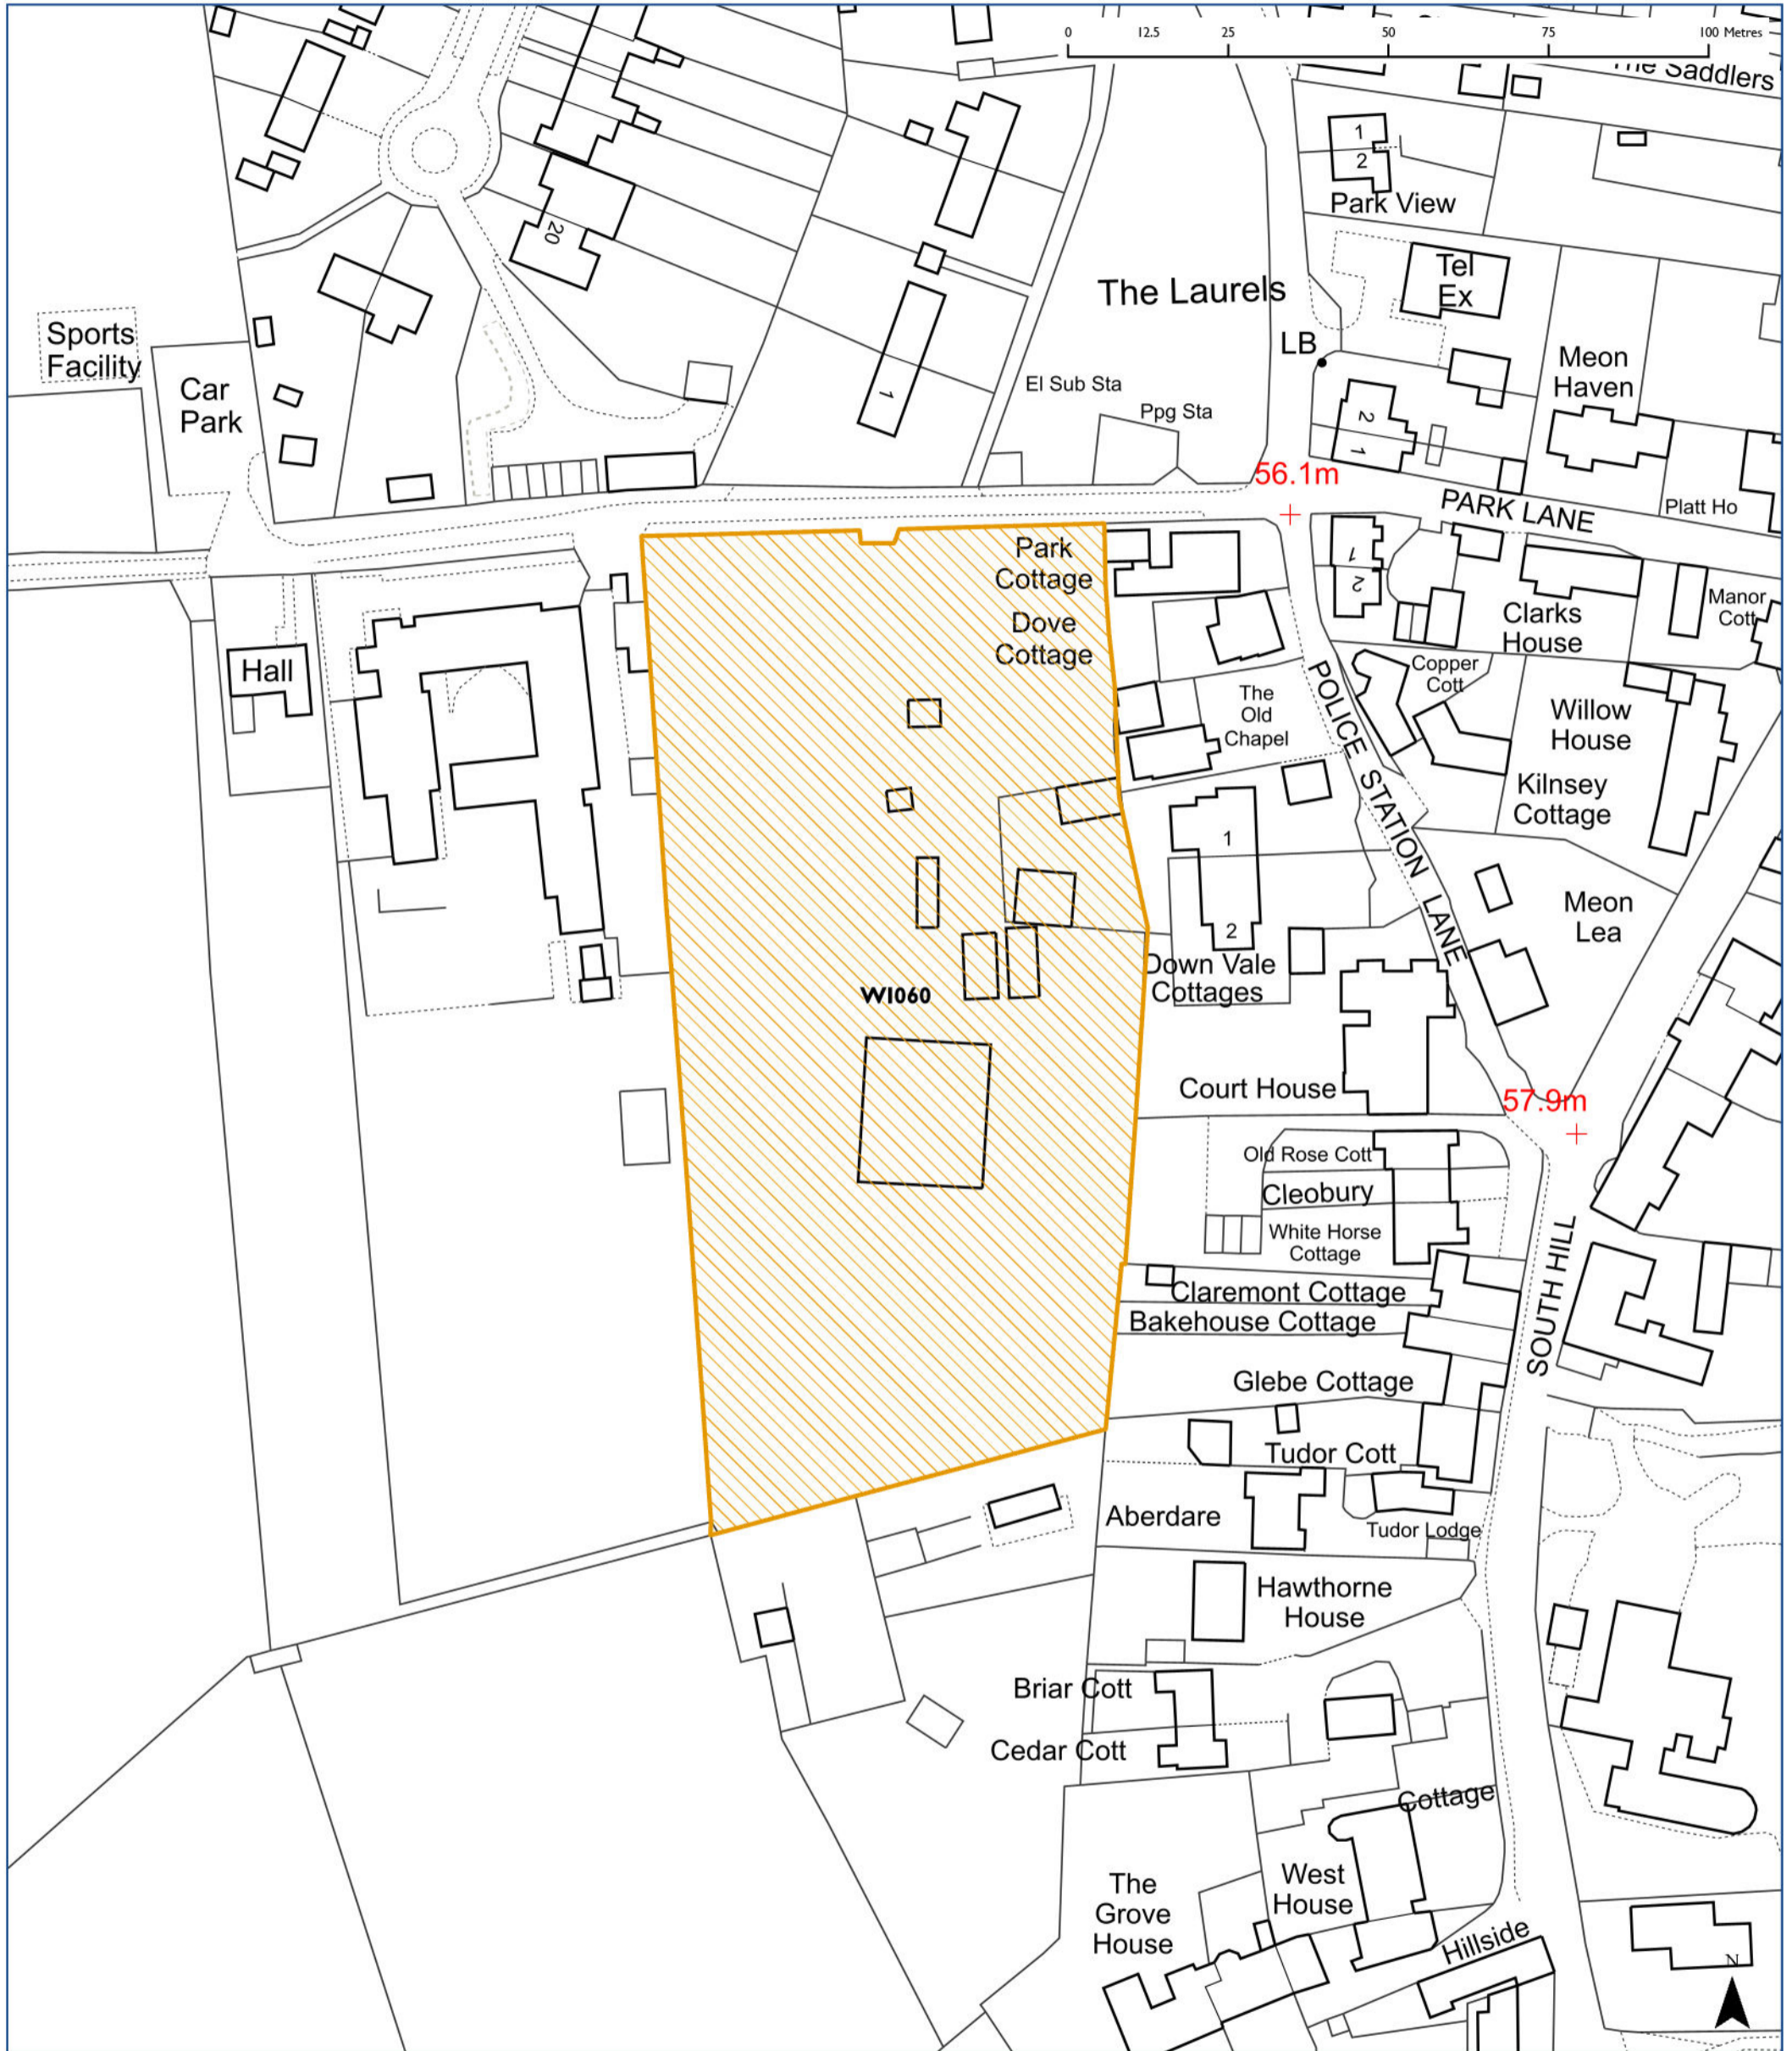 0 12.5 25 50 75 100 Metres
The Saddlers
1
2
Park View
20
Tel
Ex
The Laurels
LB
Sports
Facility
Car
Park
1
El Sub Sta
Ppg Sta
Meon
Haven
2
1
56.1m
PARK LANE
Platt Ho
Park
Cottage
Dove
Cottage
1
2
Clarks
House
Manor
Cott
Hall
Copper
Cott
The
Old
Chapel
POLICE STATION LANE
Willow
House
Kilnsey
Cottage
1
2
Meon
Lea
WI060
Down Vale
Cottages
Court House
57.9m
Old Rose Cott
Cleobury
White Horse
Cottage
SOUTH HILL
Claremont Cottage
Bakehouse Cottage
Glebe Cottage
Tudor Cott
Aberdare
Tudor Lodge
Hawthorne
House
Briar Cott
Cedar Cott
Cottage
The
Grove
House
West
House
Hillside
N